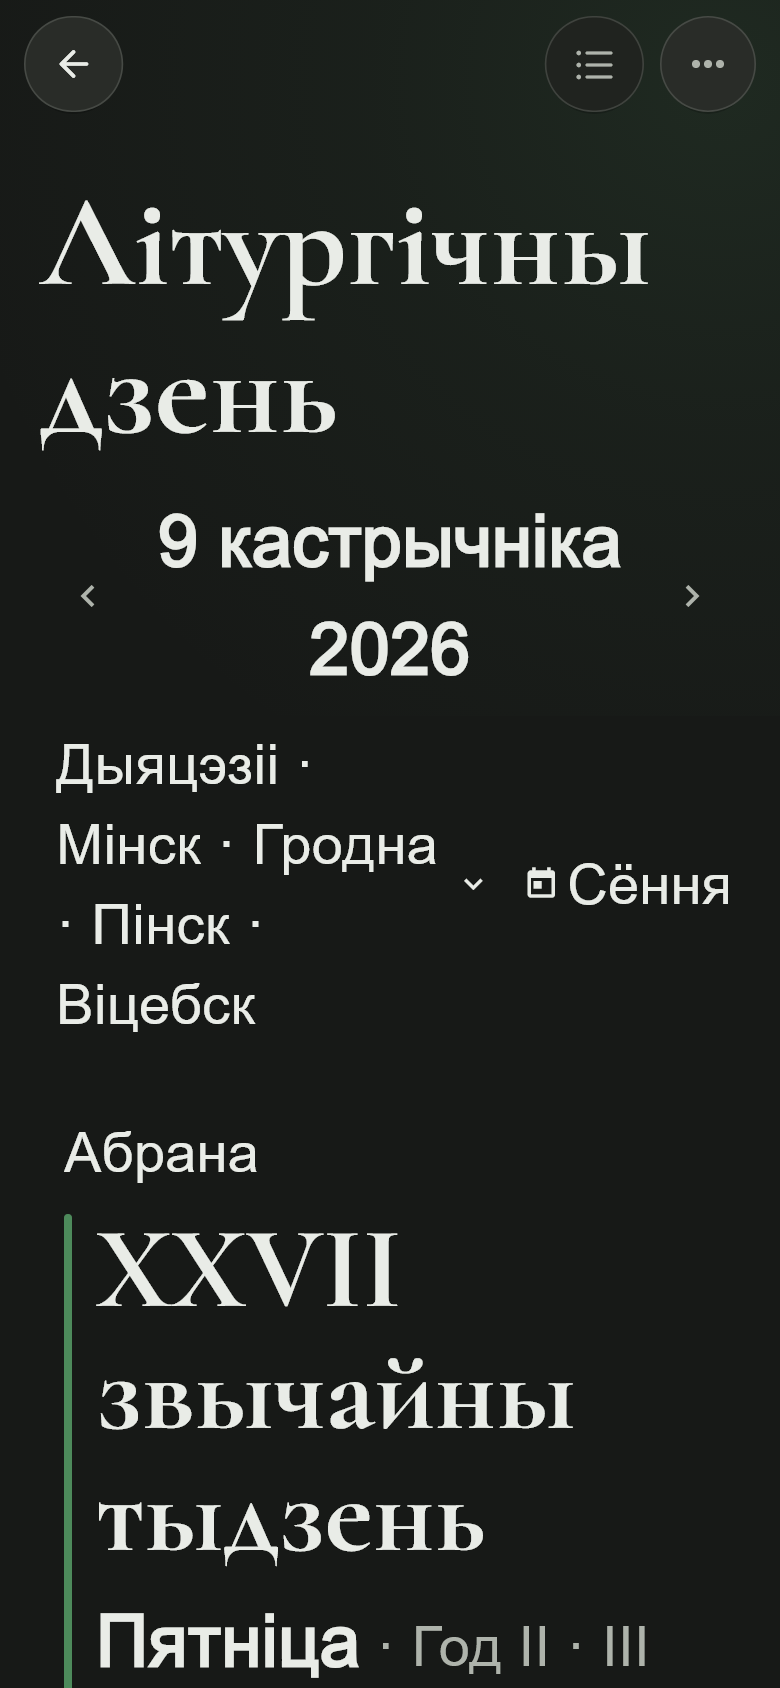 Літургічны
дзень
9 кастрычніка
2026
Дыяцэзіі ·
Мінск · Гродна
· Пінск ·
Віцебск
Сёння
Абрана
XXVII
звычайны
тыдзень
Пятніца · Год II · III